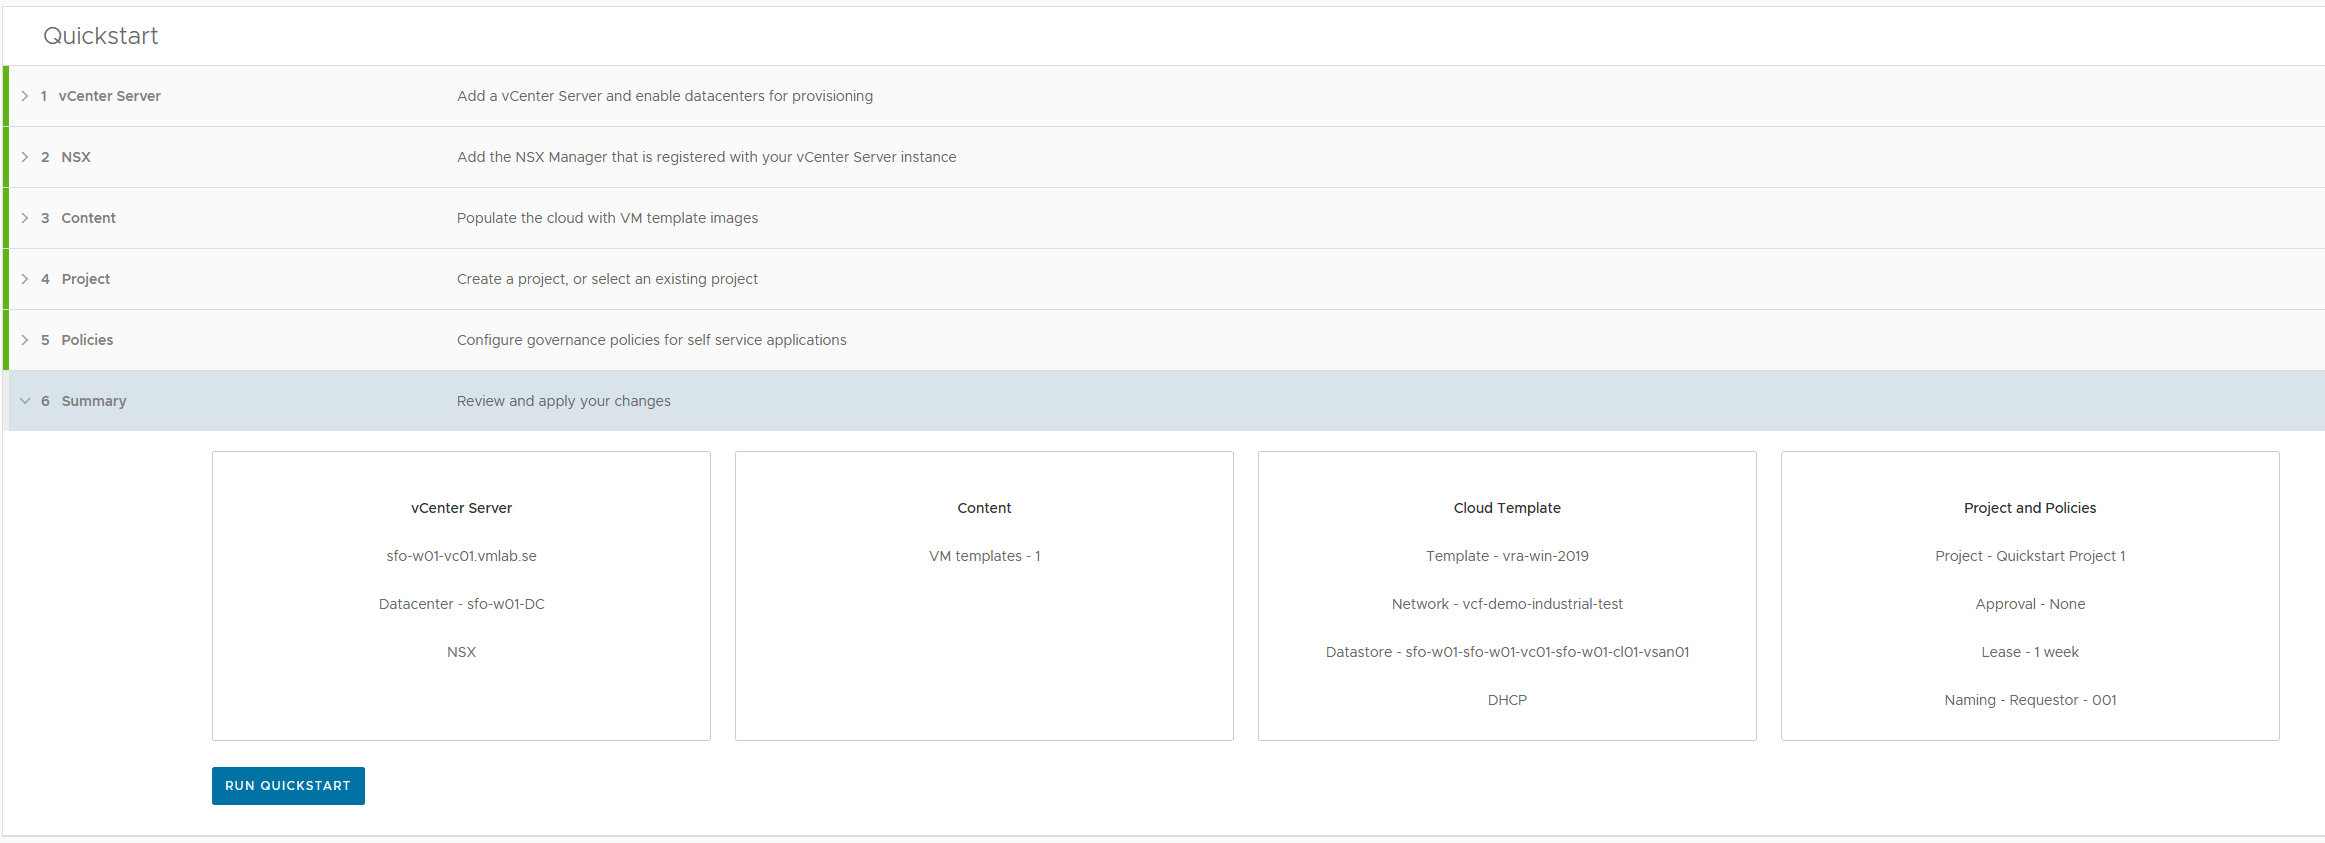 Quickstart
1 vCenter Server Add a vCenter Server and enable datacenters for provisioning
2 NSX Add the NSX Manager that is registered with your vCenter Server instance
3 Content Populate the cloud with VM template images
4 Project Create a project, or select an existing project
5 Policies Configure governance policies for self service applications
6 Summary Review and apply your changes
vCenter Server
sfo-w01-vc01.vmlab.se
Datacenter - sfo-w01-DC
NSX
Content
VM templates - 1
Cloud Template
Template - vra-win-2019
Network - vcf-demo-industrial-test
Datastore - sfo-w01-sfo-w01-vc01-sfo-w01-cl01-vsan01
DHCP
Project and Policies
Project - Quickstart Project 1
Approval - None
Lease - 1 week
Naming - Requestor - 001
RUN QUICKSTART